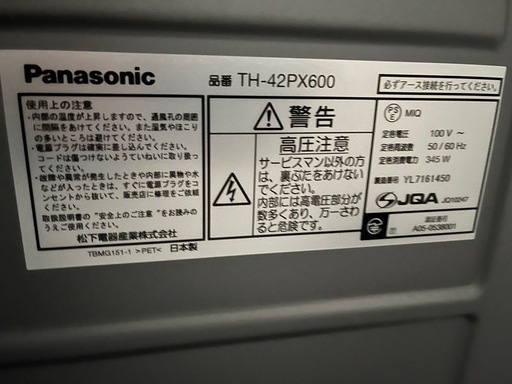 Panasonic
品番 TH-42PX600
必ずアース接続を行ってください。
使用上の注意
・内部の温度が上昇しますので、通風孔の周囲
に間隔をあけてください。また湿気やほこり
の多いところは避けてください。
・電源プラグは確実に差し込んでください。
コードは傷つけないようていねいに取り扱
ってください。
・故障や異常が発生したときや内部に異物や水
などが入ったときは、すぐに電源プラグをコ
ンセントから抜いて、販売店に修理をご依頼
ください。
取扱説明書の"安全上のご注意"をお読みの
うえご使用ください。
松下電器産業株式会社
TBMG151-1 >PET< 日本製
警告
高圧注意
サービスマン以外の方
は、裏ぶたをあけない
でください。
内部には高電圧部分が
数多くあり、万一さわ
ると危険です。
PS
E
MIQ
定格電圧: 100 V ～
定格周波数: 50 / 60 Hz
定格消費電力: 345 W
製造番号 YL7161450
JQA JQ10247
認証番号
A05-0538001